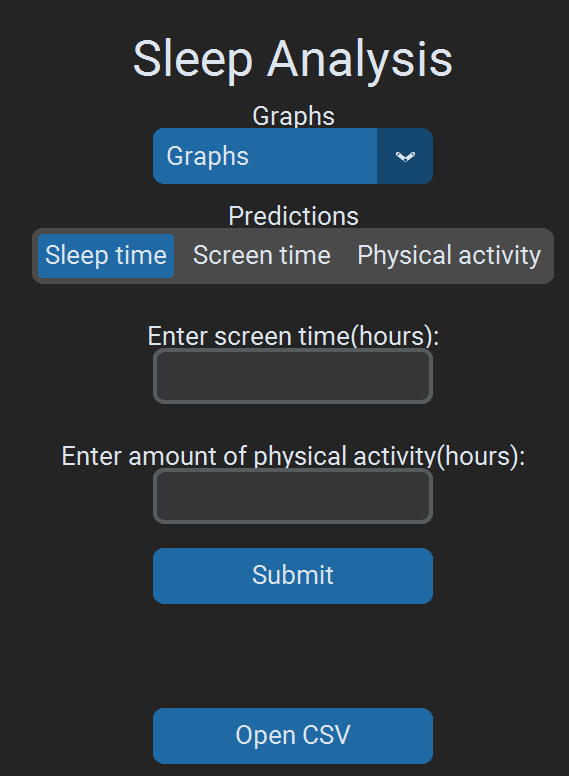 Sleep Analysis
Graphs
Graphs
Predictions
Sleep time Screen time Physical activity
Enter screen time(hours):
Enter amount of physical activity(hours):
Submit
Open CSV